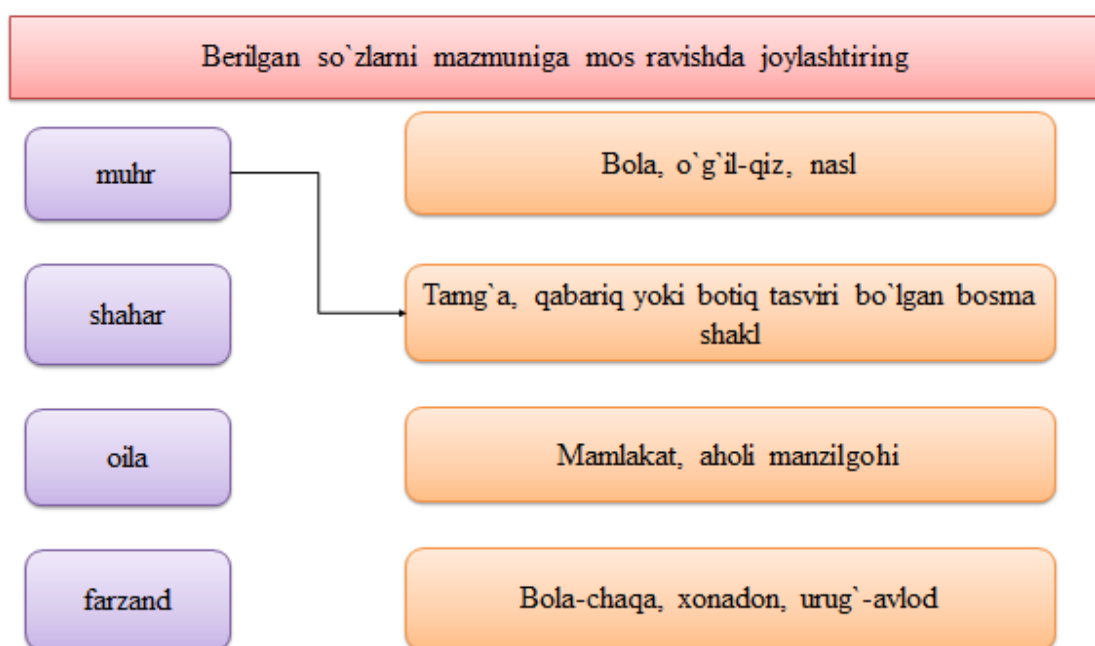 Berilgan so`zlarni mazmuniga mos ravishda joylashtiring
muhr
Bola, o`g`il-qiz, nasl
shahar
Tamg`a, qabariq yoki botiq tasviri bo`lgan bosma
shakl
oila
Mamlakat, aholi manzilgohi
farzand
Bola-chaqa, xonadon, urug`-avlod